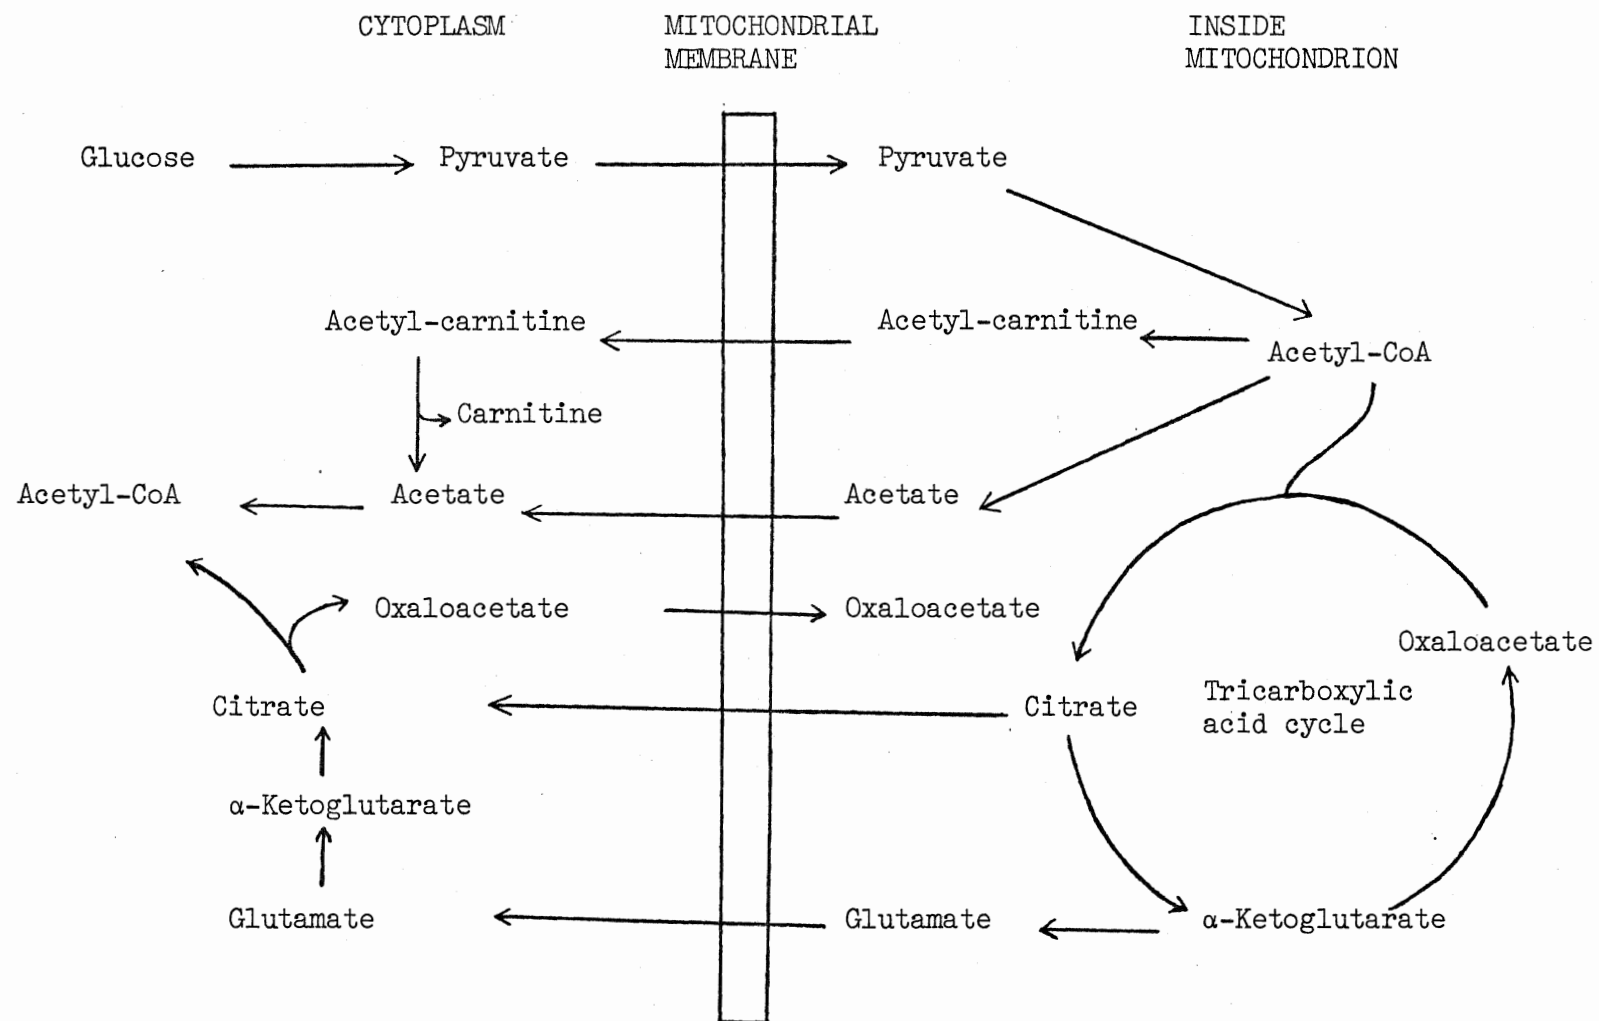 CYTOPLASM
MITOCHONDRIAL
MEMBRANE
INSIDE
MITOCHONDRION
Glucose
Pyruvate
Pyruvate
Acetyl-carnitine
Acetyl-carnitine
Acetyl-CoA
Carnitine
Acetyl-CoA
Acetate
Acetate
Oxaloacetate
Oxaloacetate
Oxaloacetate
Citrate
Citrate
Tricarboxylic
acid cycle
α-Ketoglutarate
Glutamate
Glutamate
α-Ketoglutarate